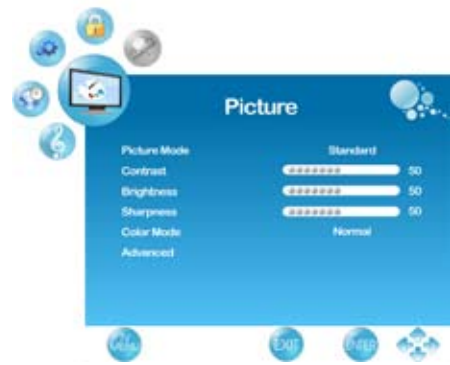 Picture
Picture Mode Standard
Contrast 50
Brightness 50
Sharpness 50
Color Mode Normal
Advanced
EXIT ENTER